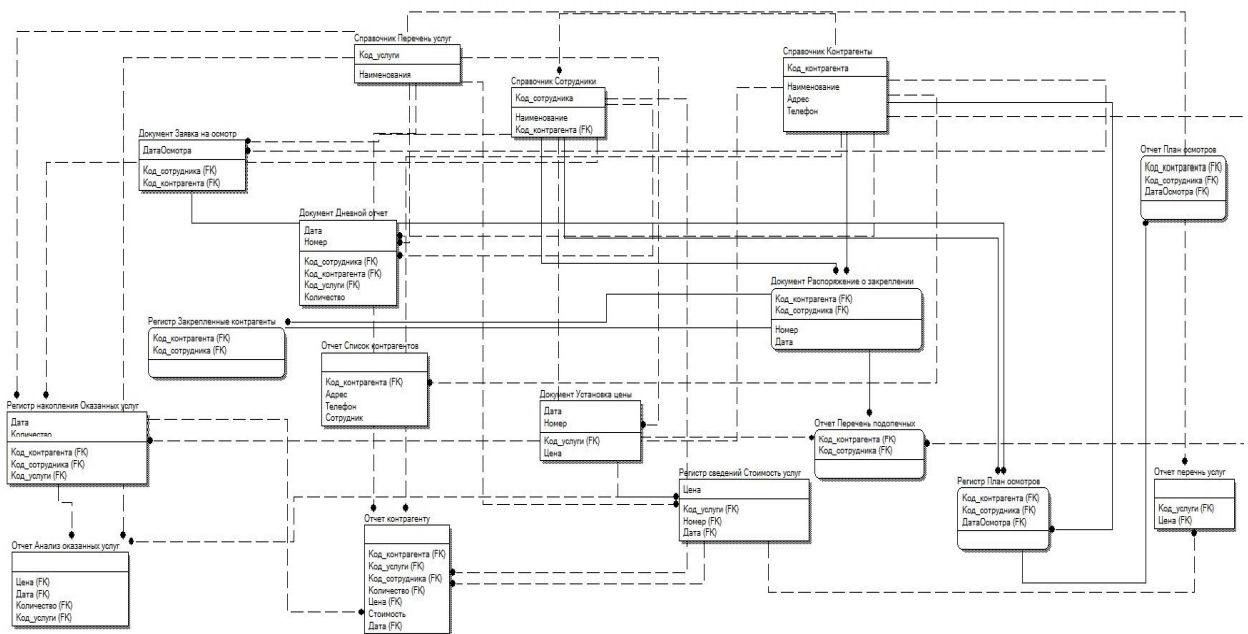 Справочник Перечень услуг
Код_услуги
Наименования
Справочник Сотрудники
Код_сотрудника
Наименование
Код_контрагента (FK)
Справочник Контрагенты
Код_контрагента
Наименование
Адрес
Телефон
Документ Заявка на осмотр
ДатаОсмотра
Код_сотрудника (FK)
Код_контрагента (FK)
Отчет План осмотров
Код_контрагента (FK)
Код_сотрудника (FK)
ДатаОсмотра (FK)
Документ Дневной отчет
Дата
Номер
Код_сотрудника (FK)
Код_контрагента (FK)
Код_услуги (FK)
Количество
Документ Распоряжение о закреплении
Код_контрагента (FK)
Код_сотрудника (FK)
Номер
Дата
Регистр Закрепленные контрагенты
Код_контрагента (FK)
Код_сотрудника (FK)
Отчет Список контрагентов
Код_контрагента (FK)
Адрес
Телефон
Сотрудник
Документ Установка цены
Дата
Номер
Код_услуги (FK)
Цена
Регистр накопления Оказанных услуг
Дата
Количество
Код_контрагента (FK)
Код_сотрудника (FK)
Код_услуги (FK)
Отчет Перечень подопечных
Код_контрагента (FK)
Код_сотрудника (FK)
Регистр сведений Стоимость услуг
Цена
Код_услуги (FK)
Номер (FK)
Дата (FK)
Регистр План осмотров
Код_контрагента (FK)
Код_сотрудника (FK)
ДатаОсмотра (FK)
Отчет перечнь услуг
Код_услуги (FK)
Цена (FK)
Отчет контрагенту
Код_контрагента (FK)
Код_услуги (FK)
Код_сотрудника (FK)
Количество (FK)
Цена (FK)
Стоимость
Дата (FK)
Отчет Анализ оказанных услуг
Цена (FK)
Дата (FK)
Количество (FK)
Код_услуги (FK)